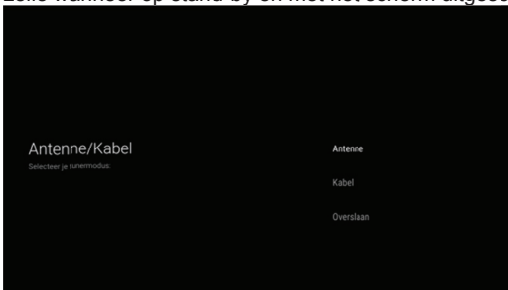 Antenne/Kabel
Selecteer je tunermodus:
Antenne
Kabel
Overslaan